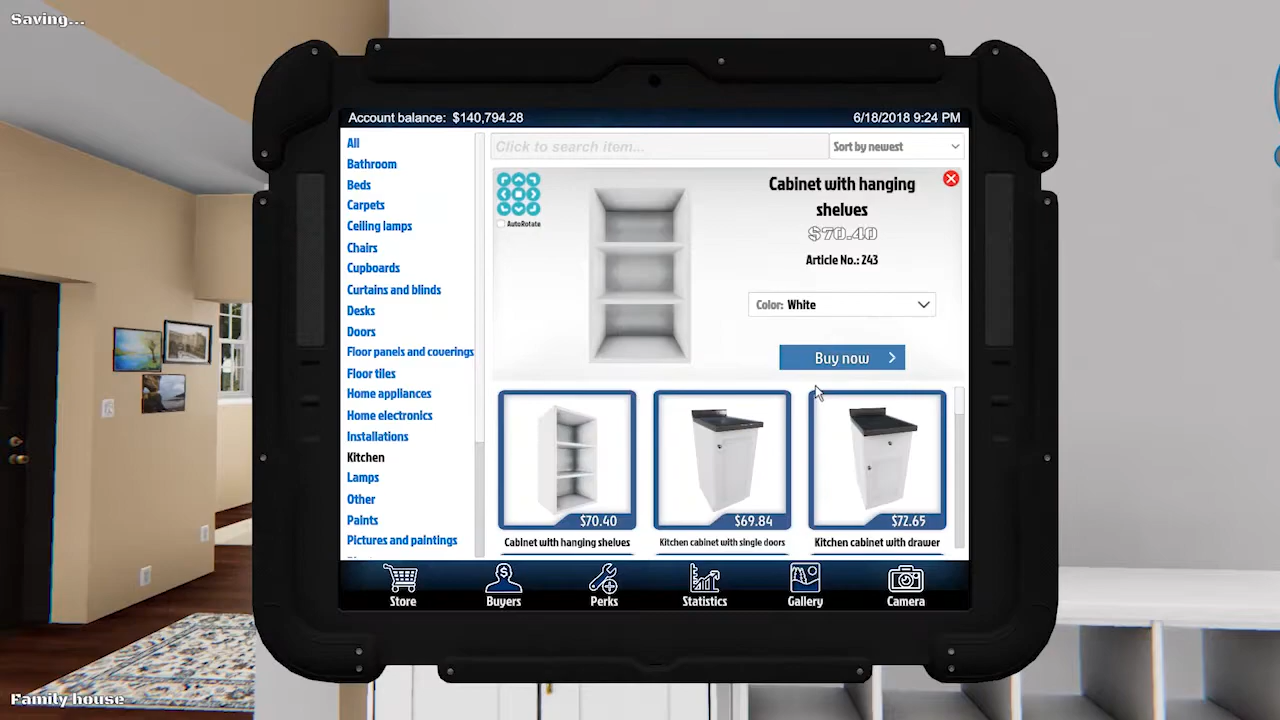 Saving...
Account balance: $140,794.28
6/18/2018 9:24 PM
All
Bathroom
Beds
Carpets
Ceiling lamps
Chairs
Cupboards
Curtains and blinds
Desks
Doors
Floor panels and coverings
Floor tiles
Home appliances
Home electronics
Installations
Kitchen
Lamps
Other
Paints
Pictures and paintings
Click to search item...
Sort by newest
AutoRotate
Cabinet with hanging
shelves
$70.40
Article No.: 243
Color: White
Buy now
$70.40
Cabinet with hanging shelves
$69.84
Kitchen cabinet with single doors
$72.65
Kitchen cabinet with drawer
Store
Buyers
Perks
Statistics
Gallery
Camera
Family house